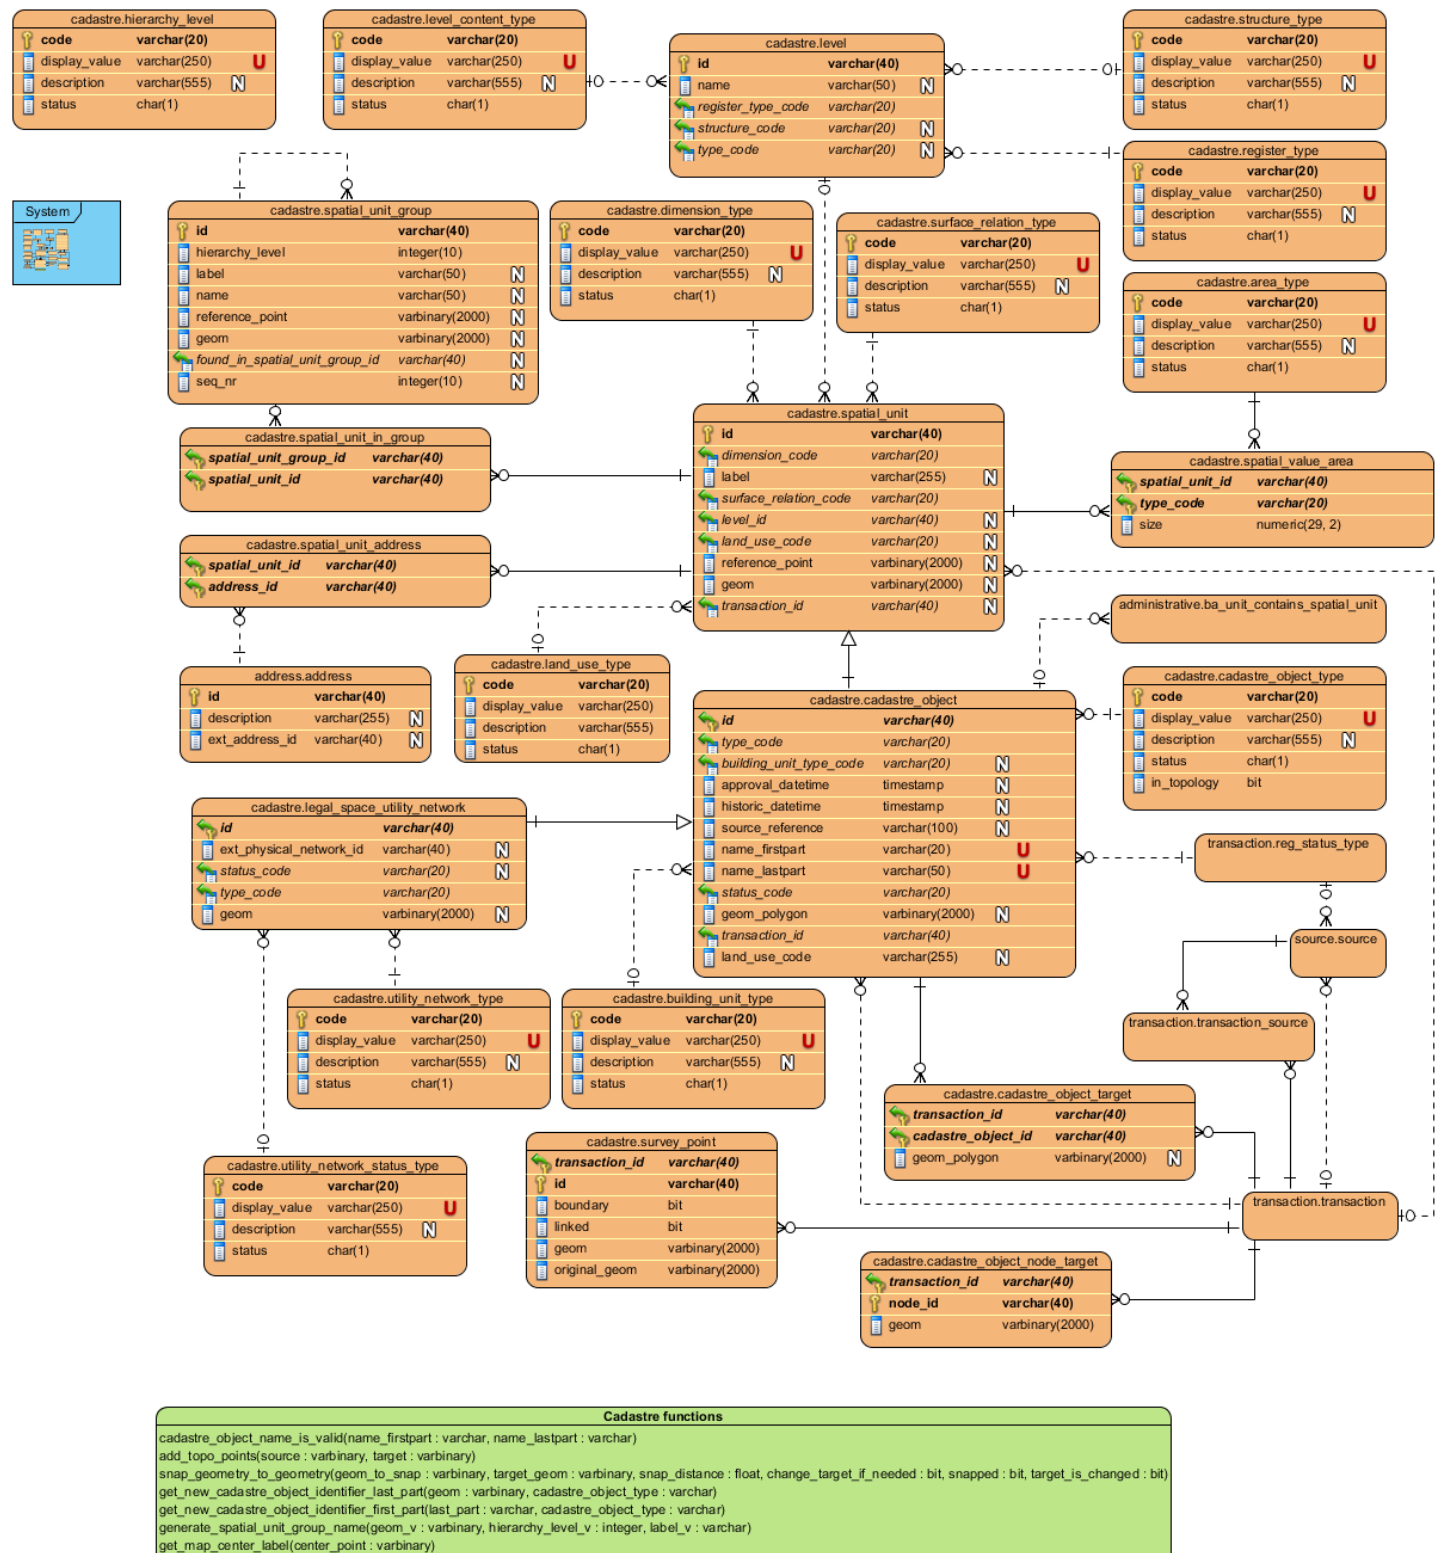 cadastre.hierarchy_level
code varchar(20)
display_value varchar(250) U
description varchar(555) N
status char(1)
cadastre.level_content_type
code varchar(20)
display_value varchar(250) U
description varchar(555) N
status char(1)
cadastre.level
id varchar(40)
name varchar(50) N
register_type_code varchar(20)
structure_code varchar(20) N
type_code varchar(20) N
cadastre.structure_type
code varchar(20)
display_value varchar(250) U
description varchar(555) N
status char(1)
cadastre.register_type
code varchar(20)
display_value varchar(250) U
description varchar(555) N
status char(1)
System
cadastre.spatial_unit_group
id varchar(40)
hierarchy_level integer(10)
label varchar(50) N
name varchar(50) N
reference_point varbinary(2000) N
geom varbinary(2000) N
found_in_spatial_unit_group_id varchar(40) N
seq_nr integer(10) N
cadastre.dimension_type
code varchar(20)
display_value varchar(250) U
description varchar(555) N
status char(1)
cadastre.surface_relation_type
code varchar(20)
display_value varchar(250) U
description varchar(555) N
status char(1)
cadastre.area_type
code varchar(20)
display_value varchar(250) U
description varchar(555) N
status char(1)
cadastre.spatial_unit_in_group
spatial_unit_group_id varchar(40)
spatial_unit_id varchar(40)
cadastre.spatial_unit
id varchar(40)
dimension_code varchar(20)
label varchar(255) N
surface_relation_code varchar(20)
level_id varchar(40) N
land_use_code varchar(20) N
reference_point varbinary(2000) N
geom varbinary(2000) N
transaction_id varchar(40) N
cadastre.spatial_value_area
spatial_unit_id varchar(40)
type_code varchar(20)
size numeric(29, 2)
cadastre.spatial_unit_address
spatial_unit_id varchar(40)
address_id varchar(40)
administrative.ba_unit_contains_spatial_unit
address.address
id varchar(40)
description varchar(255) N
ext_address_id varchar(40) N
cadastre.land_use_type
code varchar(20)
display_value varchar(250)
description varchar(555)
status char(1)
cadastre.cadastre_object
id varchar(40)
type_code varchar(20)
building_unit_type_code varchar(20) N
approval_datetime timestamp N
historic_datetime timestamp N
source_reference varchar(100) N
name_firstpart varchar(20) U
name_lastpart varchar(50) U
status_code varchar(20)
geom_polygon varbinary(2000) N
transaction_id varchar(40)
land_use_code varchar(255) N
cadastre.cadastre_object_type
code varchar(20)
display_value varchar(250) U
description varchar(555) N
status char(1)
in_topology bit
cadastre.legal_space_utility_network
id varchar(40)
ext_physical_network_id varchar(40) N
status_code varchar(20) N
type_code varchar(20)
geom varbinary(2000) N
transaction.reg_status_type
source.source
transaction.transaction_source
cadastre.utility_network_type
code varchar(20)
display_value varchar(250) U
description varchar(555) N
status char(1)
cadastre.building_unit_type
code varchar(20)
display_value varchar(250) U
description varchar(555) N
status char(1)
cadastre.cadastre_object_target
transaction_id varchar(40)
cadastre_object_id varchar(40)
geom_polygon varbinary(2000) N
cadastre.utility_network_status_type
code varchar(20)
display_value varchar(250) U
description varchar(555) N
status char(1)
cadastre.survey_point
transaction_id varchar(40)
id varchar(40)
boundary bit
linked bit
geom varbinary(2000)
original_geom varbinary(2000)
transaction.transaction
cadastre.cadastre_object_node_target
transaction_id varchar(40)
node_id varchar(40)
geom varbinary(2000)
Cadastre functions
cadastre_object_name_is_valid(name_firstpart : varchar, name_lastpart : varchar)
add_topo_points(source : varbinary, target : varbinary)
snap_geometry_to_geometry(geom_to_snap : varbinary, target_geom : varbinary, snap_distance : float, change_target_if_needed : bit, snapped : bit, target_is_changed : bit)
get_new_cadastre_object_identifier_last_part(geom : varbinary, cadastre_object_type : varchar)
get_new_cadastre_object_identifier_first_part(last_part : varchar, cadastre_object_type : varchar)
generate_spatial_unit_group_name(geom_v : varbinary, hierarchy_level_v : integer, label_v : varchar)
get_map_center_label(center_point : varbinary)